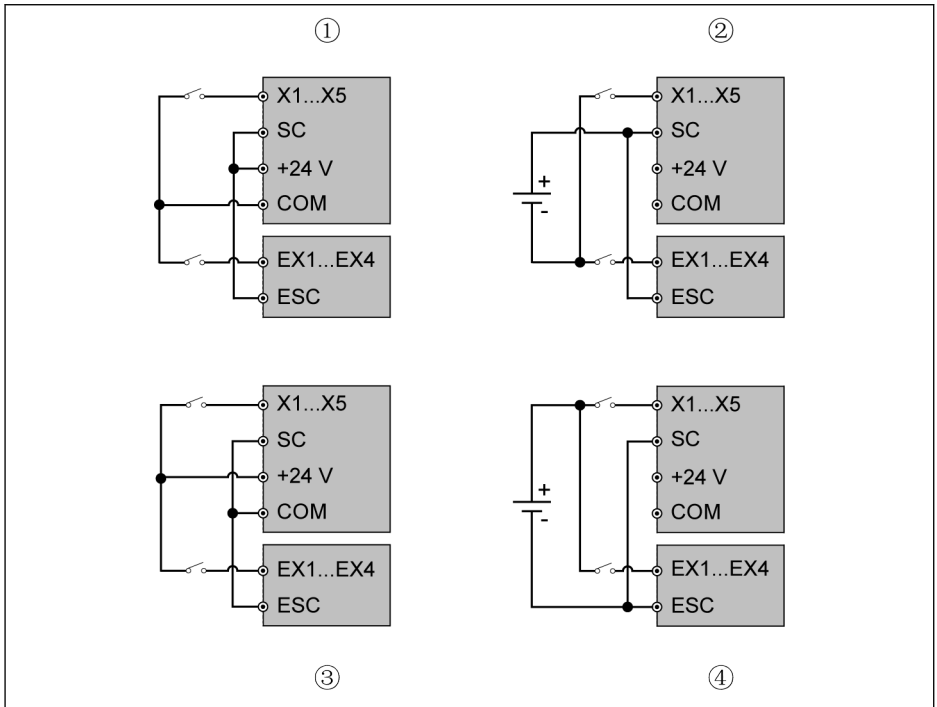 ① ②
X1...X5
SC
+24 V
COM
EX1...EX4
ESC
X1...X5
SC
+24 V
COM
EX1...EX4
ESC
+
-
X1...X5
SC
+24 V
COM
EX1...EX4
ESC
X1...X5
SC
+24 V
COM
EX1...EX4
ESC
+
-
③ ④